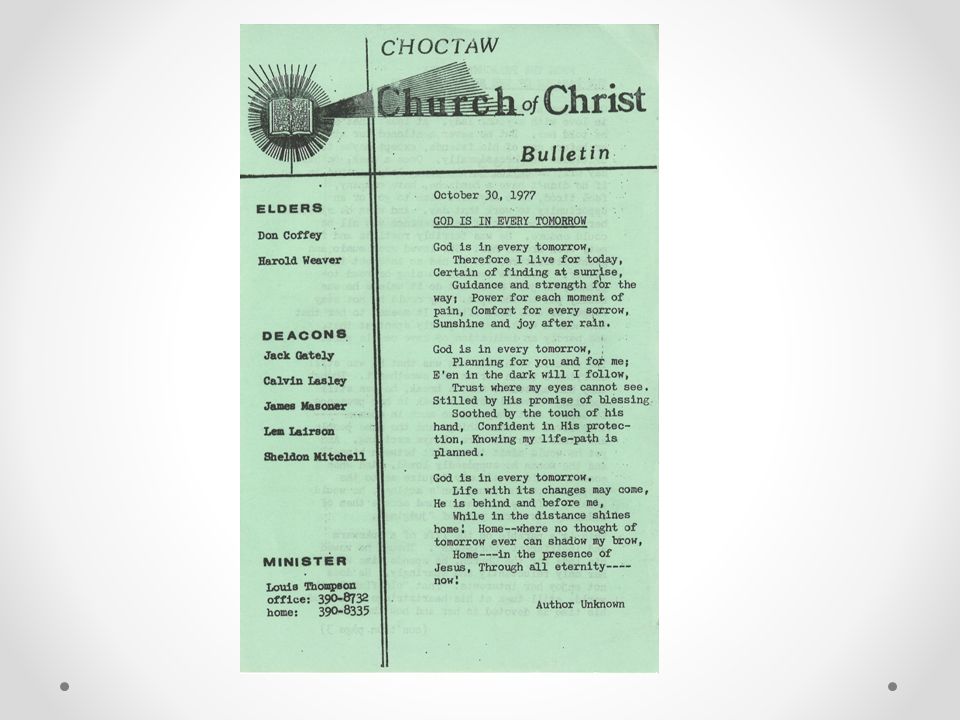 CHOCTAW
Church of Christ
Bulletin
ELDERS
Don Coffey
Harold Weaver
DEACONS
Jack Gately
Calvin Lasley
James Masoner
Lem Lairson
Sheldon Mitchell
MINISTER
Louis Thompson
office: 390-8732
home: 390-8335
October 30, 1977
GOD IS IN EVERY TOMORROW
God is in every tomorrow,
Therefore I live for today,
Certain of finding at sunrise,
Guidance and strength for the
way; Power for each moment of
pain, Comfort for every sorrow,
Sunshine and joy after rain.
God is in every tomorrow,
Planning for you and for me;
E'en in the dark will I follow,
Trust where my eyes cannot see.
Stilled by His promise of blessing
Soothed by the touch of his
hand, Confident in His protec-
tion, Knowing my life-path is
planned.
God is in every tomorrow.
Life with its changes may come,
He is behind and before me,
While in the distance shines
home! Home--where no thought of
tomorrow ever can shadow my brow,
Home---in the presence of
Jesus, Through all eternity----
now!
Author Unknown